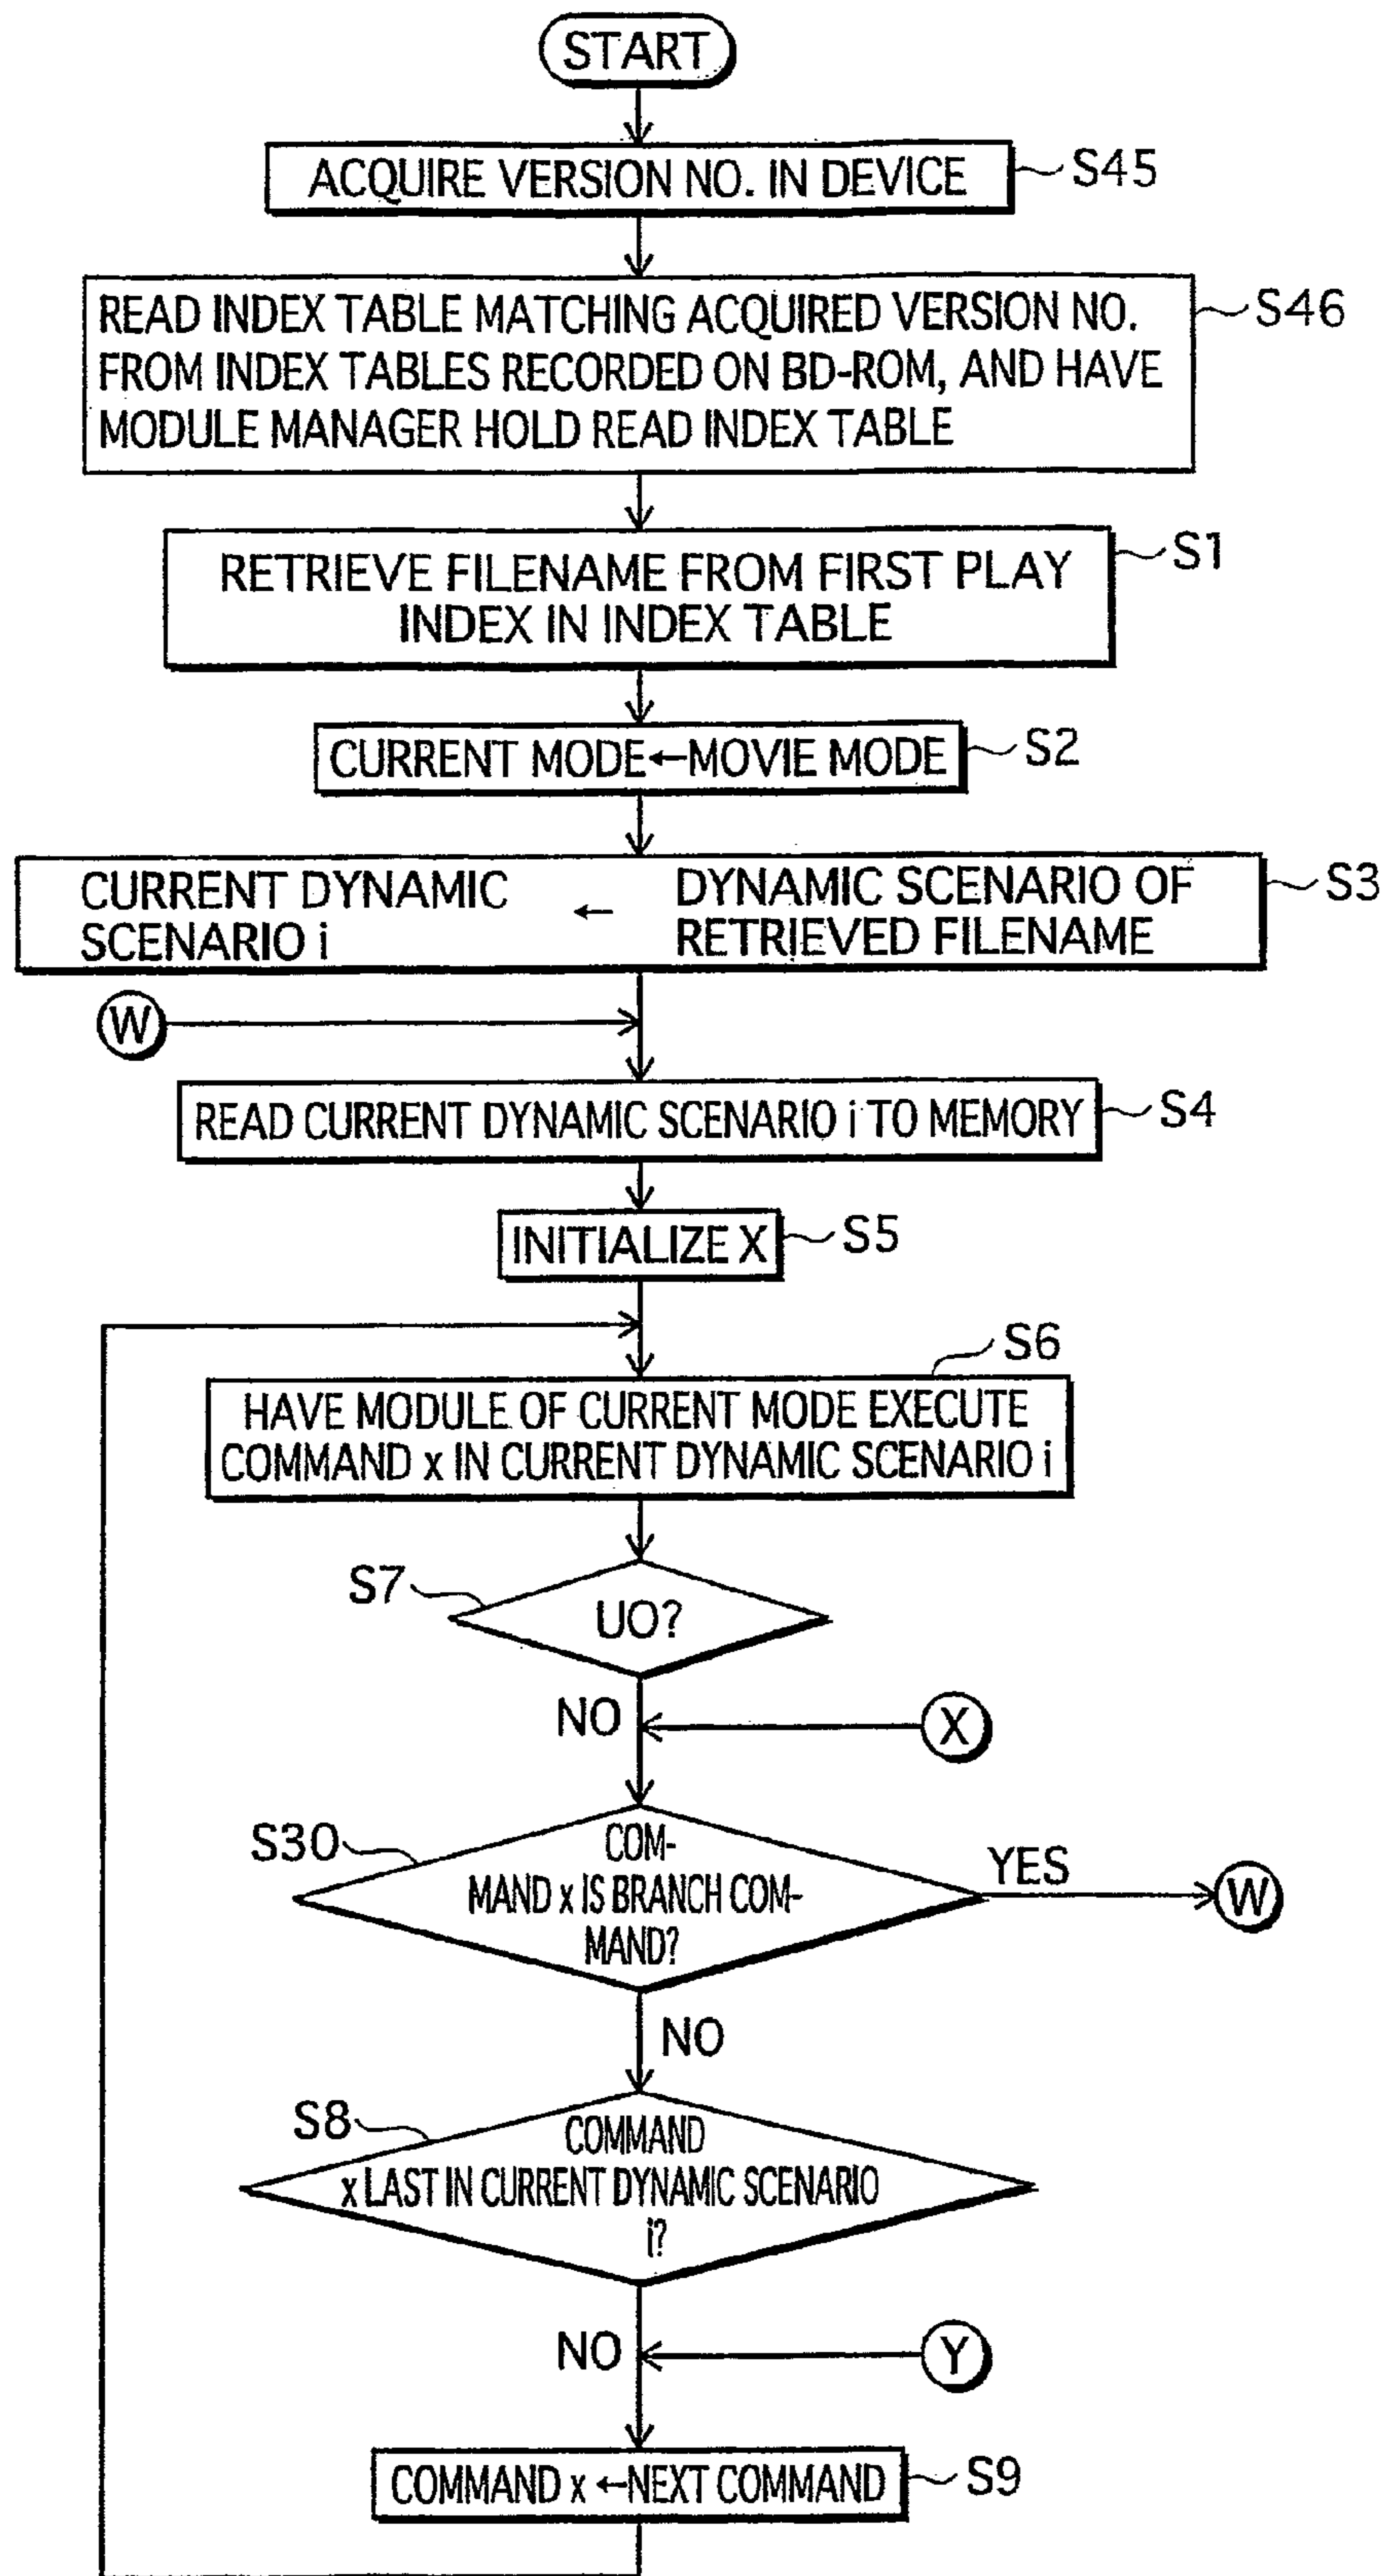 START
ACQUIRE VERSION NO. IN DEVICE
S45
READ INDEX TABLE MATCHING ACQUIRED VERSION NO.
FROM INDEX TABLES RECORDED ON BD-ROM, AND HAVE
MODULE MANAGER HOLD READ INDEX TABLE
S46
RETRIEVE FILENAME FROM FIRST PLAY
INDEX IN INDEX TABLE
S1
CURRENT MODE←MOVIE MODE
S2
CURRENT DYNAMIC
SCENARIO i
←
DYNAMIC SCENARIO OF
RETRIEVED FILENAME
S3
W
READ CURRENT DYNAMIC SCENARIO i TO MEMORY
S4
INITIALIZE X
S5
S6
HAVE MODULE OF CURRENT MODE EXECUTE
COMMAND x IN CURRENT DYNAMIC SCENARIO i
S7
UO?
NO
X
S30
COM-
MAND x IS BRANCH COM-
MAND?
YES
W
NO
S8
COMMAND
x LAST IN CURRENT DYNAMIC SCENARIO
i?
NO
Y
COMMAND x ←NEXT COMMAND
S9